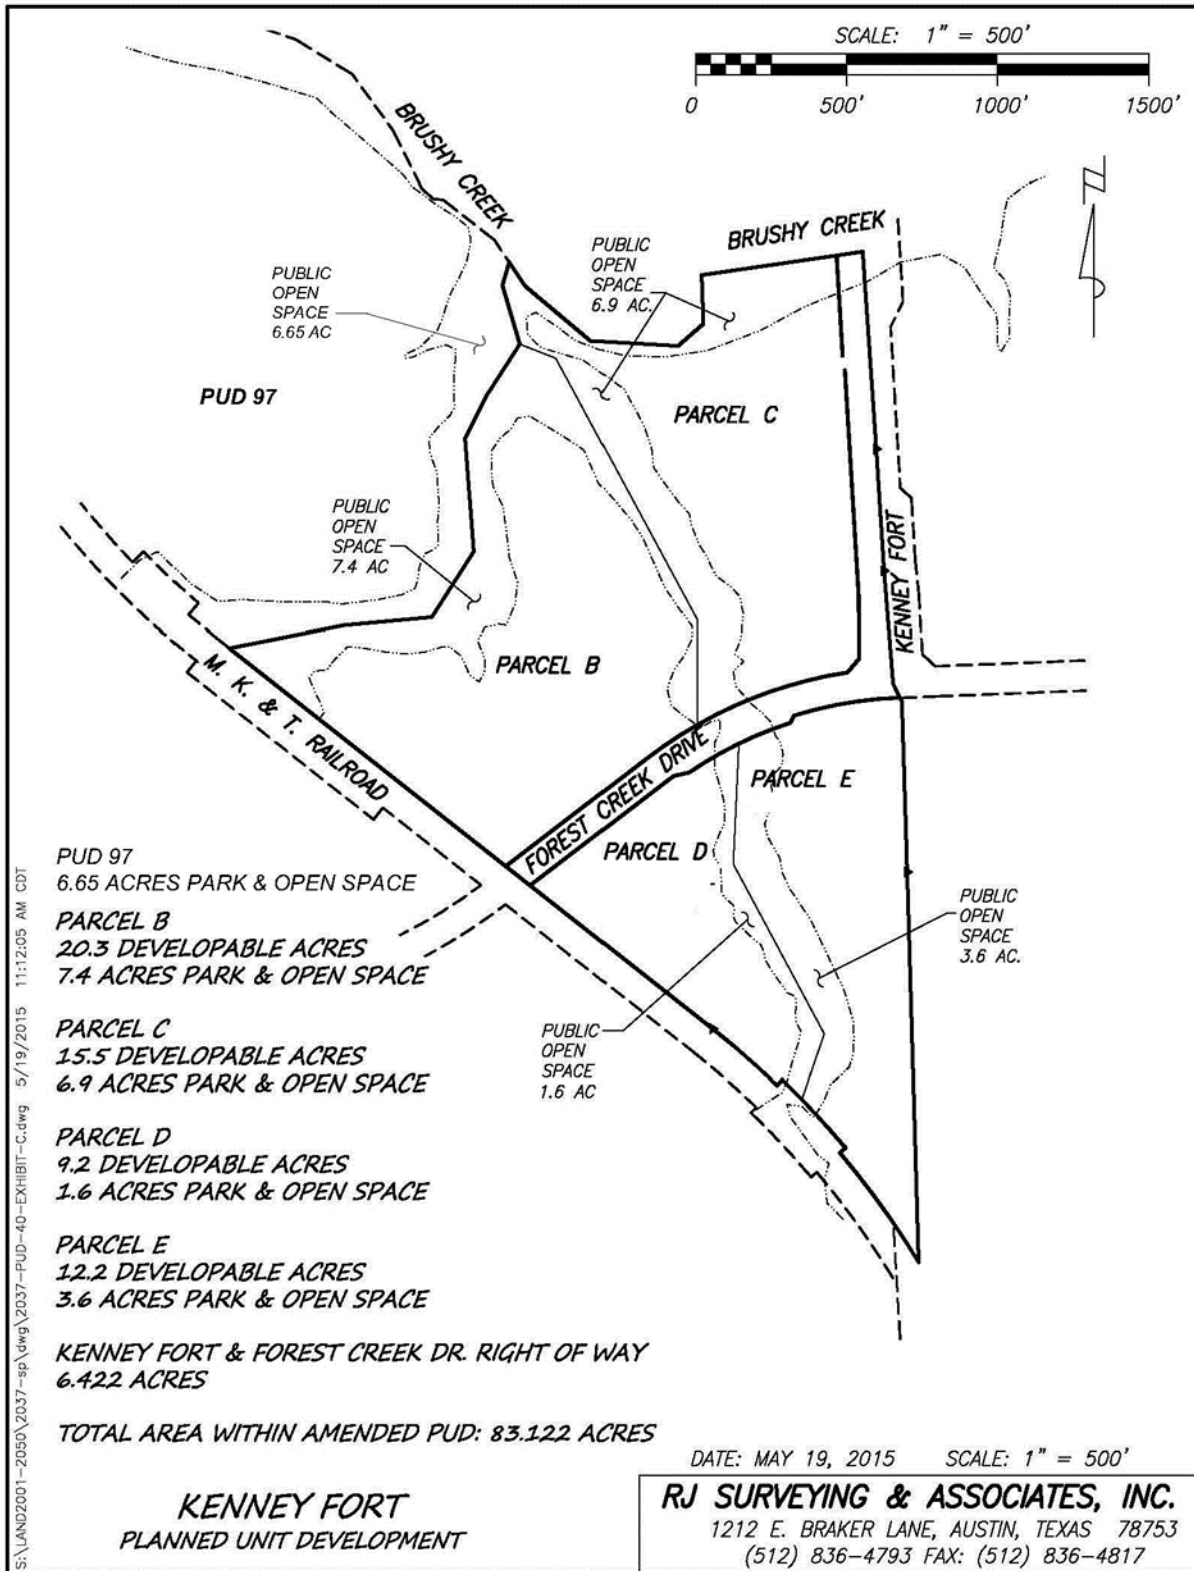 SCALE: 1" = 500'
0 500' 1000' 1500'
BRUSHY CREEK
BRUSHY CREEK
N
PUBLIC
OPEN
SPACE
6.9 AC.
PUBLIC
OPEN
SPACE
6.65 AC
PUD 97
PARCEL C
PUBLIC
OPEN
SPACE
7.4 AC
KENNEY FORT
PARCEL B
M. K. & T. RAILROAD
FOREST CREEK DRIVE
PARCEL E
PARCEL D
PUBLIC
OPEN
SPACE
3.6 AC.
PUBLIC
OPEN
SPACE
1.6 AC
PUD 97
6.65 ACRES PARK & OPEN SPACE
PARCEL B
20.3 DEVELOPABLE ACRES
7.4 ACRES PARK & OPEN SPACE
PARCEL C
15.5 DEVELOPABLE ACRES
6.9 ACRES PARK & OPEN SPACE
PARCEL D
9.2 DEVELOPABLE ACRES
1.6 ACRES PARK & OPEN SPACE
PARCEL E
12.2 DEVELOPABLE ACRES
3.6 ACRES PARK & OPEN SPACE
KENNEY FORT & FOREST CREEK DR. RIGHT OF WAY
6.422 ACRES
TOTAL AREA WITHIN AMENDED PUD: 83.122 ACRES
KENNEY FORT
PLANNED UNIT DEVELOPMENT
DATE: MAY 19, 2015 SCALE: 1" = 500'
RJ SURVEYING & ASSOCIATES, INC.
1212 E. BRAKER LANE, AUSTIN, TEXAS 78753
(512) 836-4793 FAX: (512) 836-4817
S:\LAND2001-2050\2037-sp\dwg\2037-PUD-40-EXHIBIT-C.dwg 5/19/2015 11:12:05 AM CDT